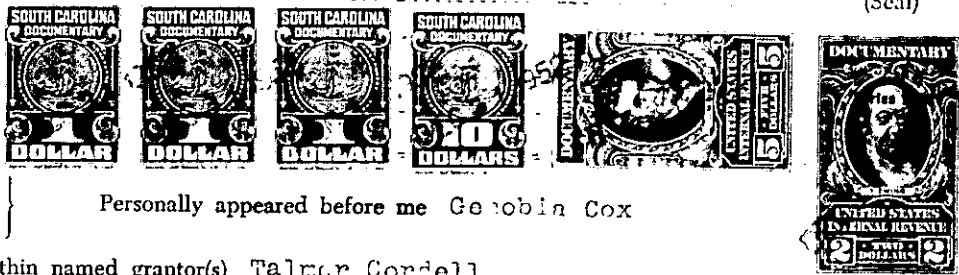 (Seal)
SOUTH CAROLINA DOCUMENTARY 1 DOLLAR
SOUTH CAROLINA DOCUMENTARY 1 DOLLAR
SOUTH CAROLINA DOCUMENTARY 1 DOLLAR
SOUTH CAROLINA DOCUMENTARY 10 DOLLARS
DOCUMENTARY UNITED STATES INTERNAL REVENUE 5 DOLLARS 5
DOCUMENTARY UNITED STATES INTERNAL REVENUE 2 TWO DOLLARS 2
Personally appeared before me Cox
thin named grantor(s) Cordell